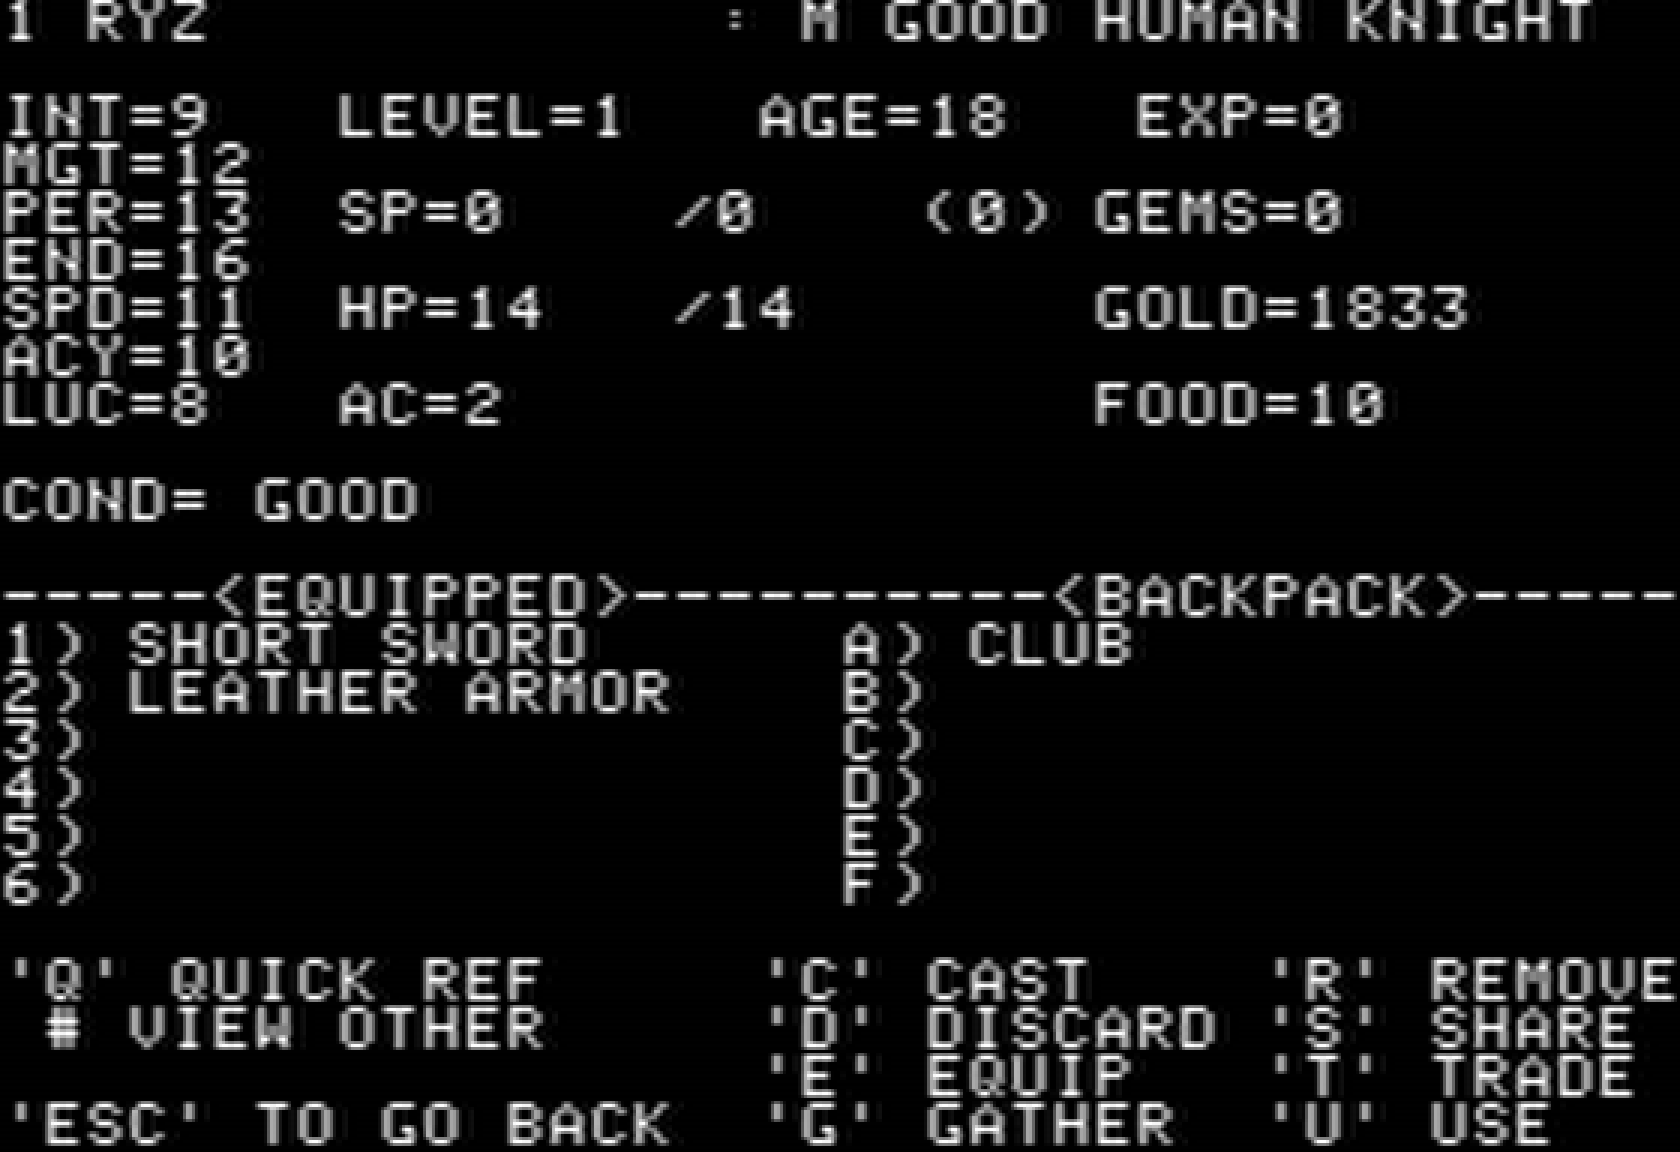 1 RYZ : M GOOD HUMAN KNIGHT
INT=9 LEVEL=1 AGE=18 EXP=0
MGT=12
PER=13 SP=0 /0 (0) GEMS=0
END=16
SPD=11 HP=14 /14 GOLD=1833
ACY=10
LUC=8 AC=2 FOOD=10
COND= GOOD
-----<EQUIPPED>----------<BACKPACK>-----
1) SHORT SWORD A) CLUB
2) LEATHER ARMOR B)
3) C)
4) D)
5) E)
6) F)
'Q' QUICK REF 'C' CAST 'R' REMOVE
# VIEW OTHER 'D' DISCARD 'S' SHARE
'E' EQUIP 'T' TRADE
'ESC' TO GO BACK 'G' GATHER 'U' USE